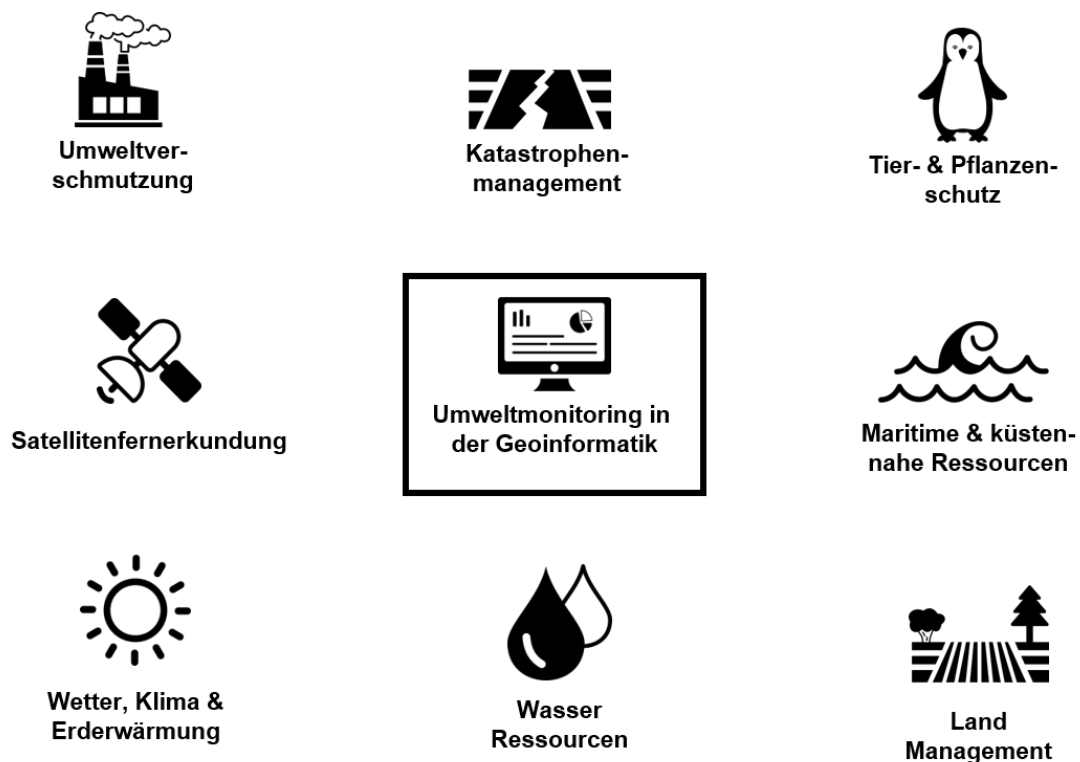 Umweltver-
schmutzung
Katastrophen-
management
Tier- & Pflanzen-
schutz
Satellitenfernerkundung
Umweltmonitoring in
der Geoinformatik
Maritime & küsten-
nahe Ressourcen
Wetter, Klima &
Erderwärmung
Wasser
Ressourcen
Land
Management